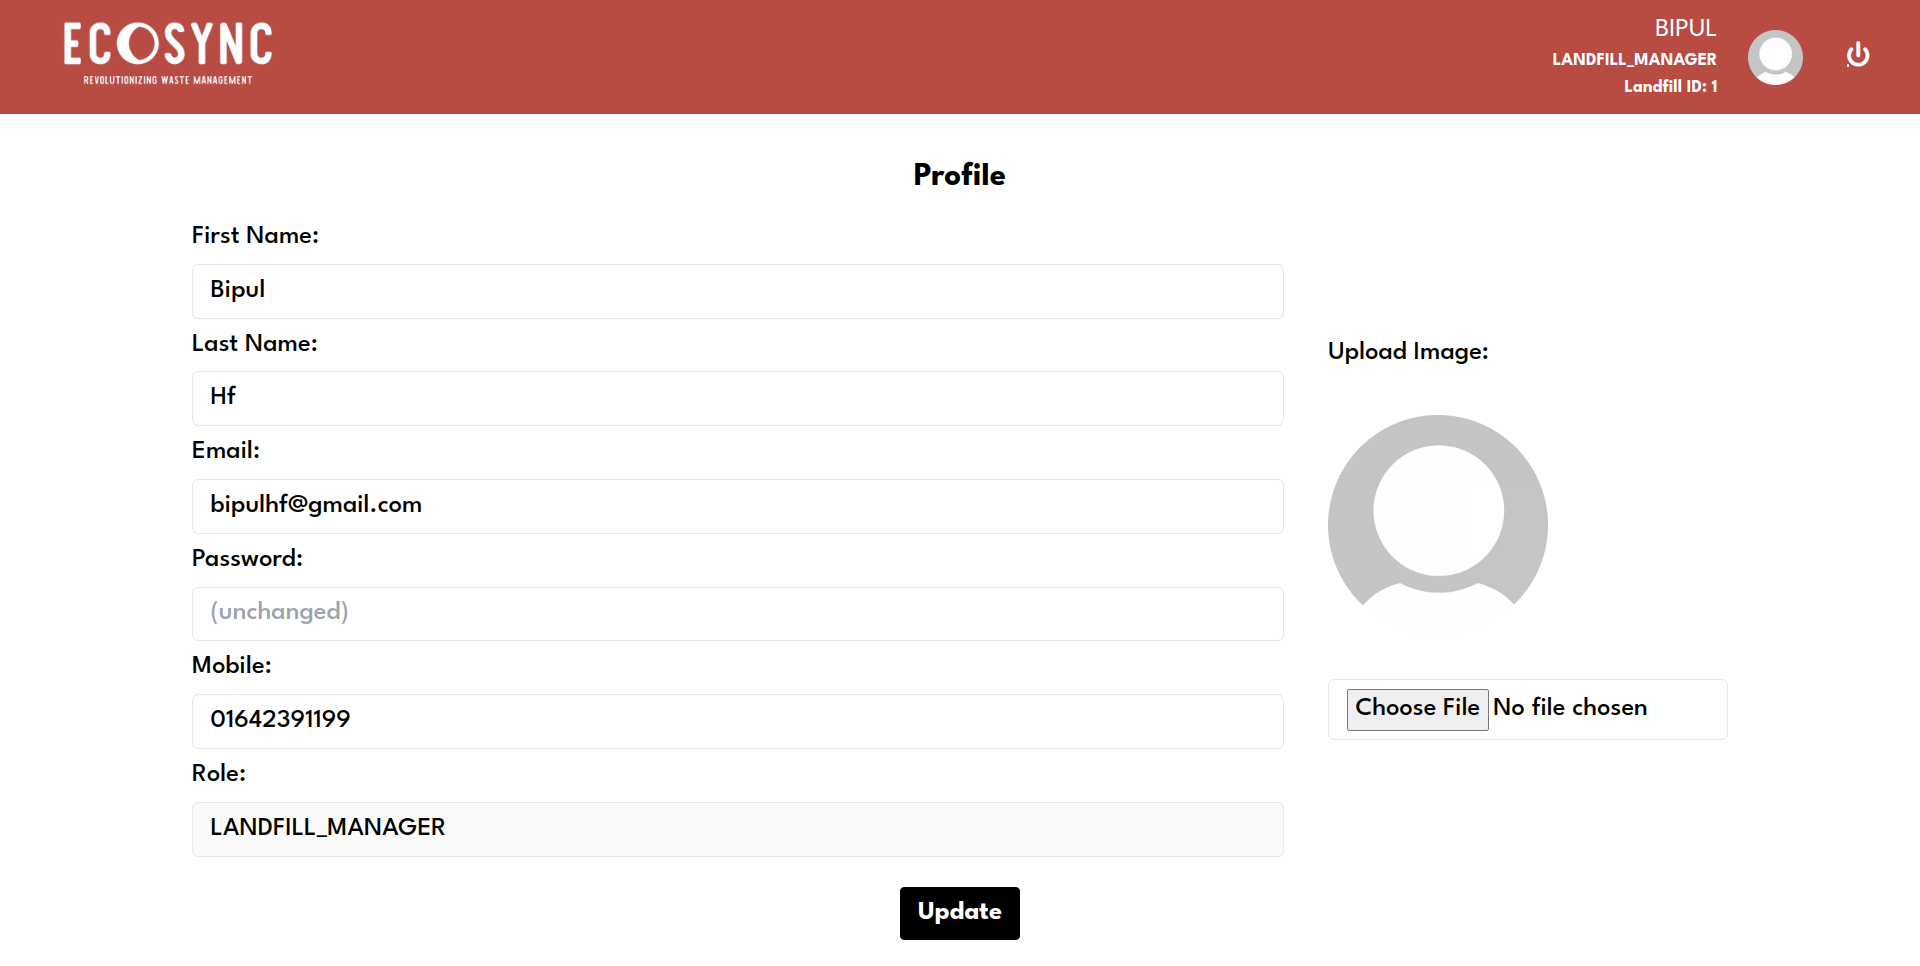 ECOSYNC
REVOLUTIONIZING WASTE MANAGEMENT
BIPUL
LANDFILL_MANAGER
Landfill ID: 1
Profile
First Name:
Bipul
Last Name:
Hf
Email:
bipulhf@gmail.com
Password:
(unchanged)
Mobile:
01642391199
Role:
LANDFILL_MANAGER
Upload Image:
Choose File No file chosen
Update